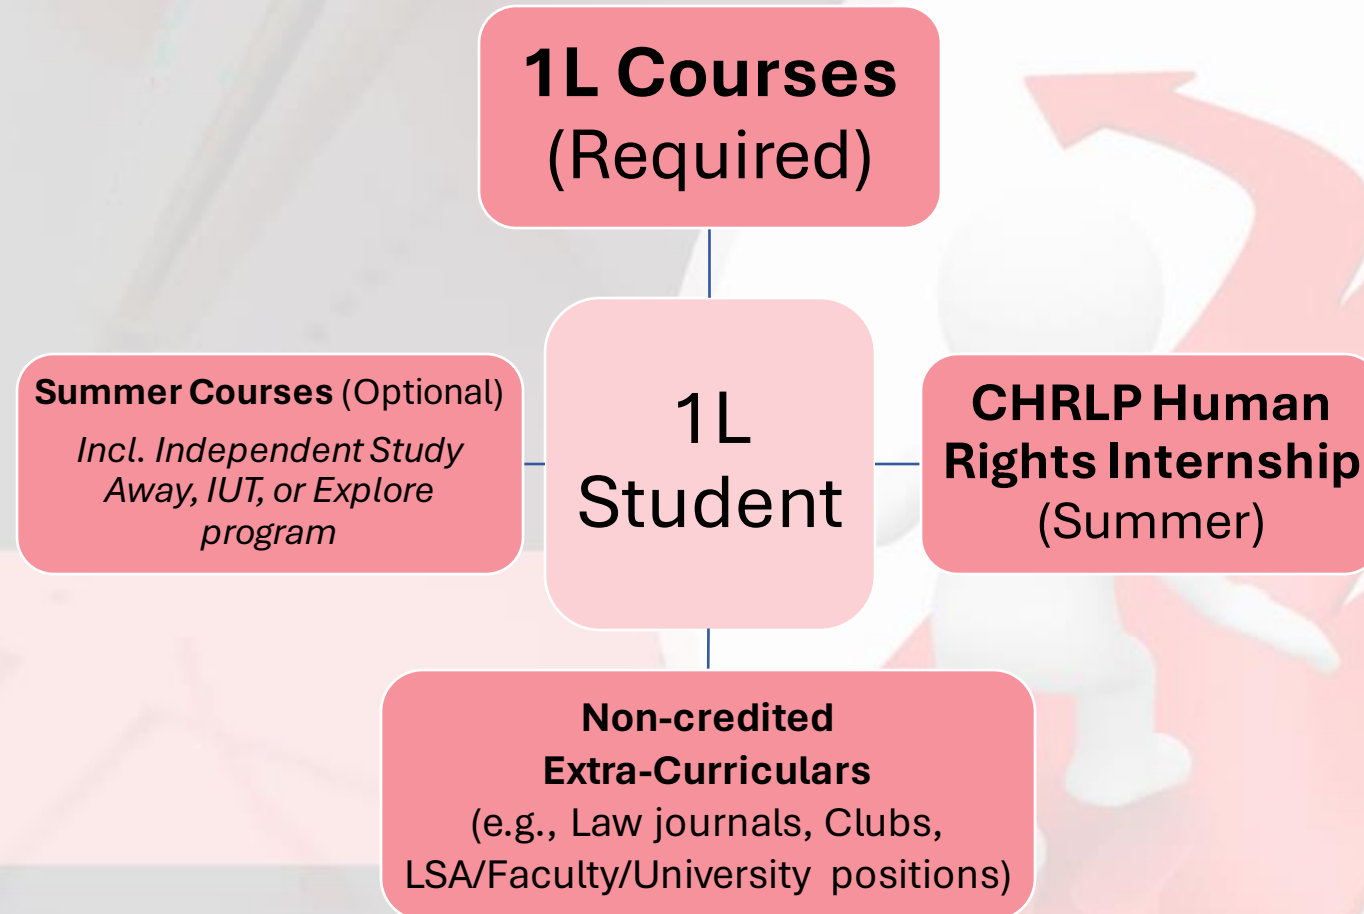 1L Courses
(Required)
Summer Courses (Optional)
Incl. Independent Study
Away, IUT, or Explore
program
1L
Student
CHRLP Human
Rights Internship
(Summer)
Non-credited
Extra-Curriculars
(e.g., Law journals, Clubs,
LSA/Faculty/University positions)